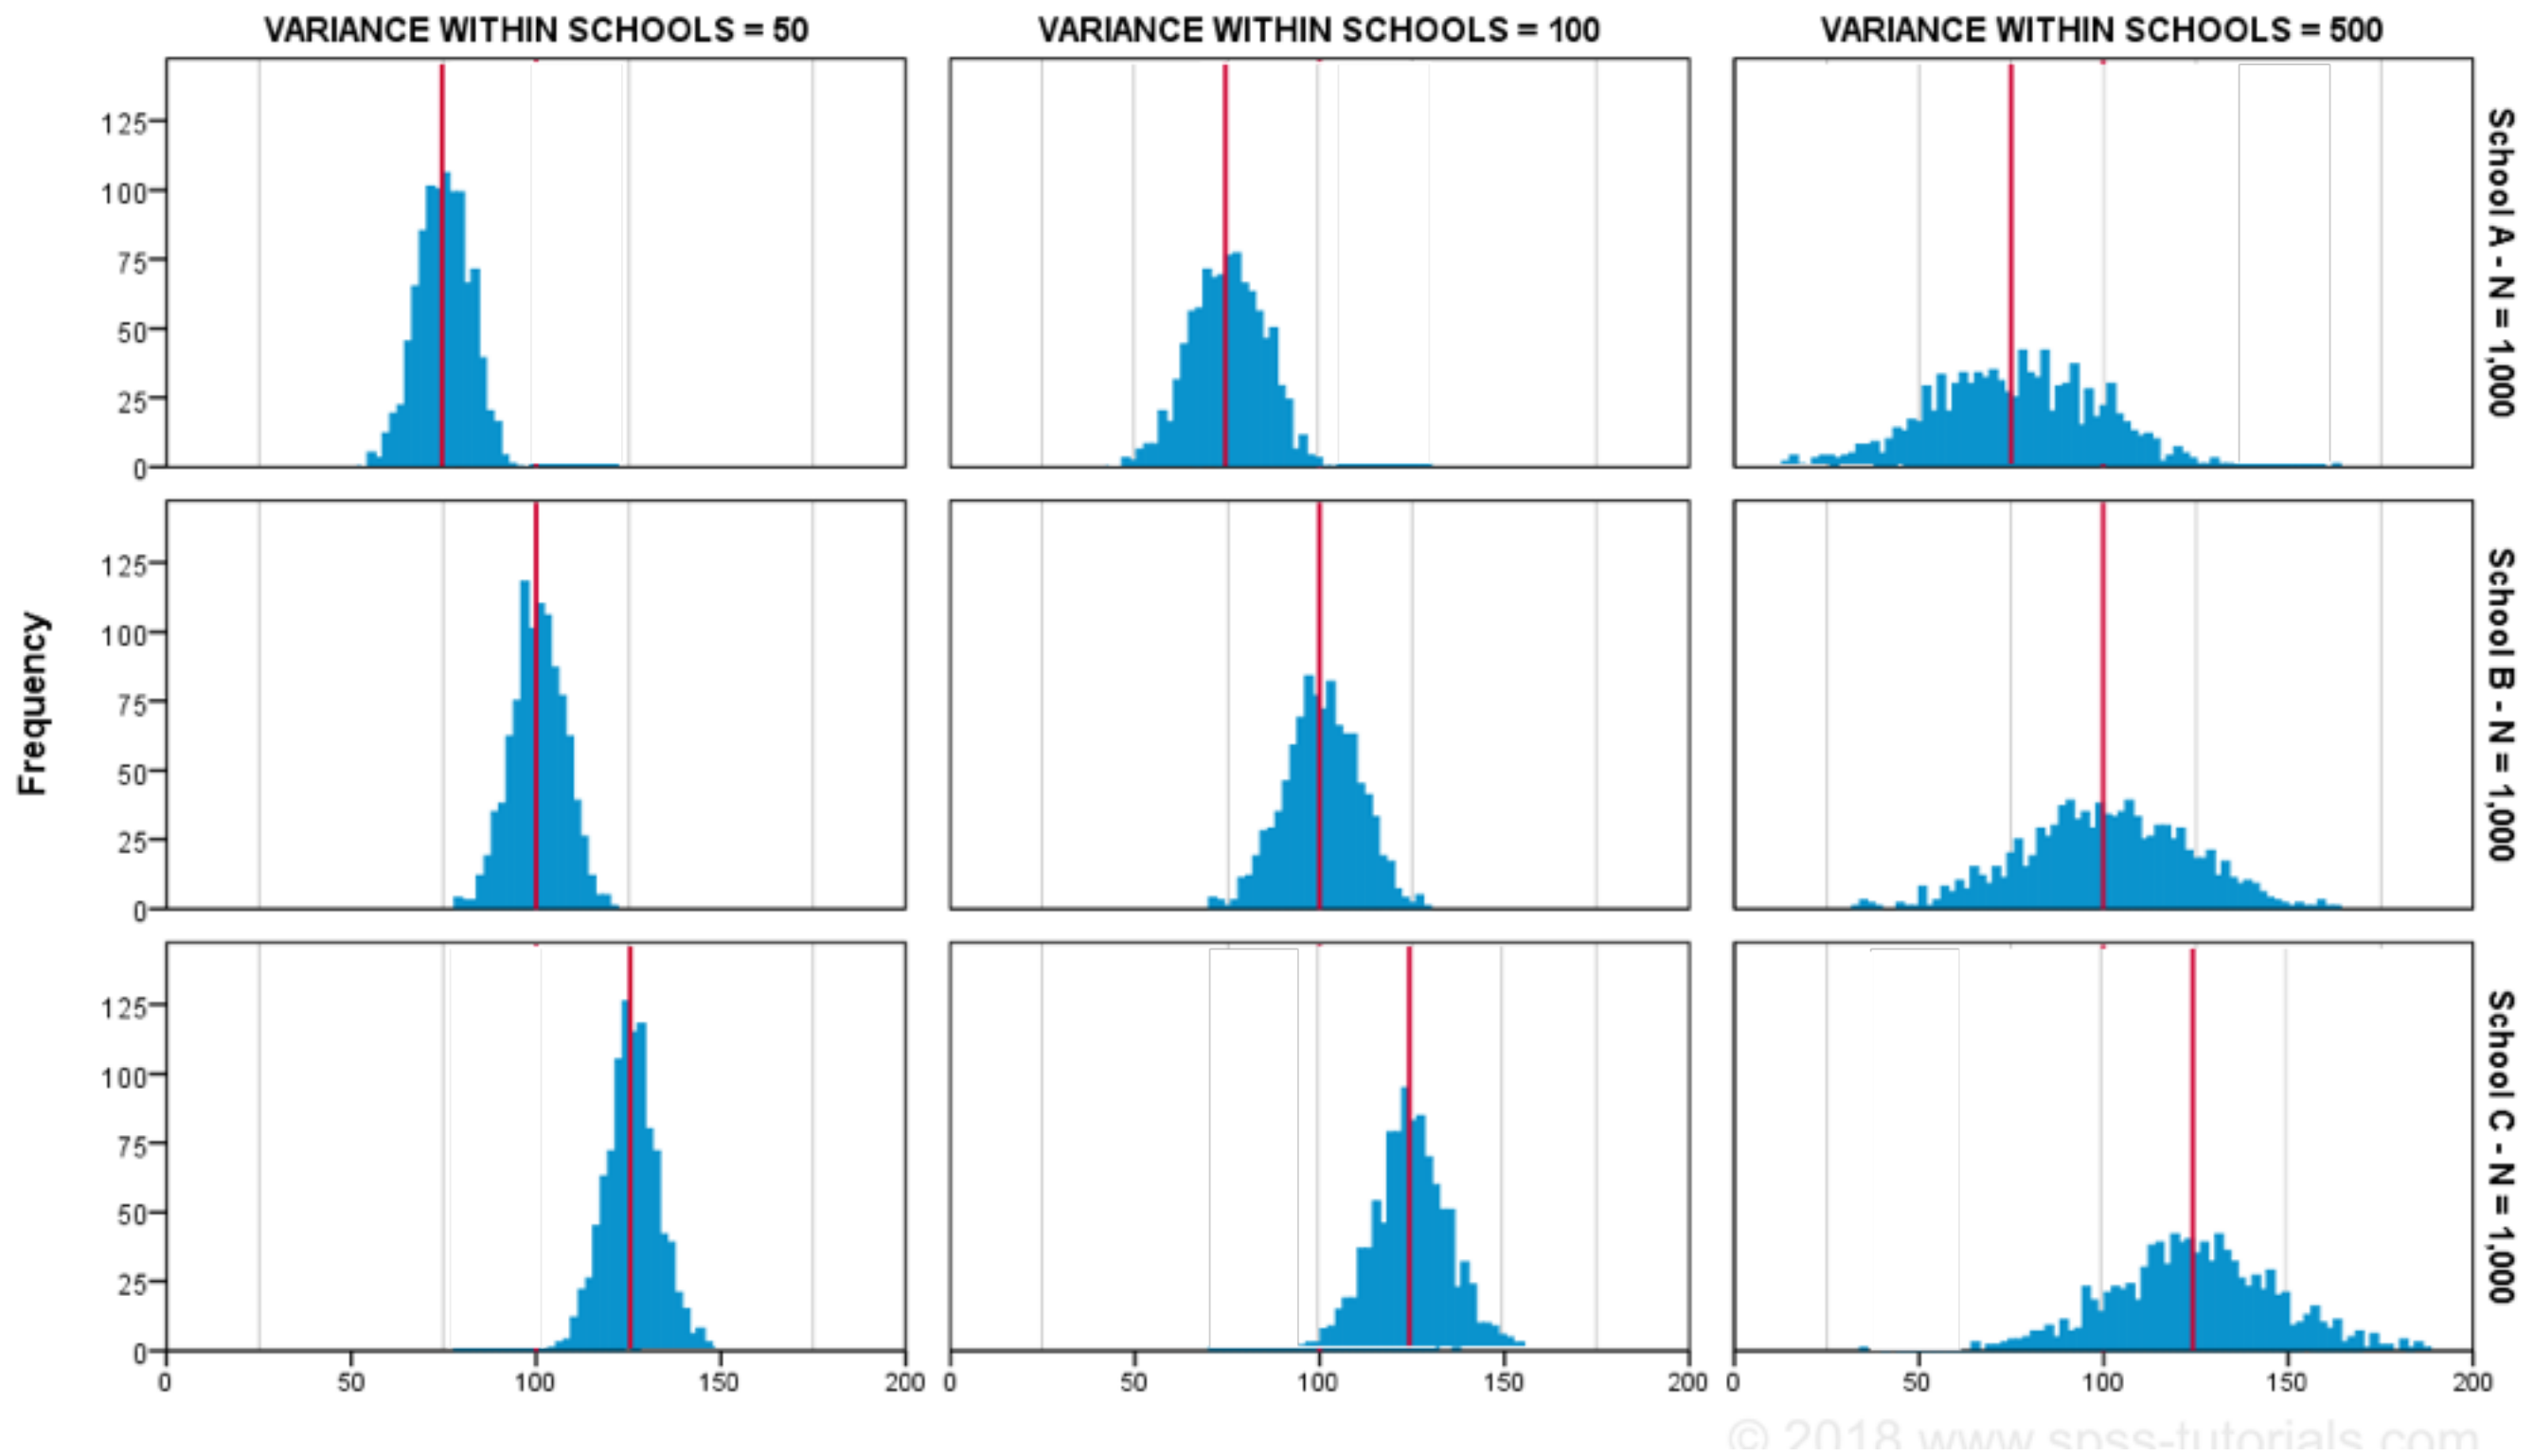 VARIANCE WITHIN SCHOOLS = 50
VARIANCE WITHIN SCHOOLS = 100
VARIANCE WITHIN SCHOOLS = 500
125
100
75
50
25
0
School A - N = 1,000
Frequency
125
100
75
50
25
0
School B - N = 1,000
125
100
75
50
25
0
School C - N = 1,000
0 50 100 150 200
0 50 100 150 200
0 50 100 150 200
© 2018 www.spss-tutorials.com